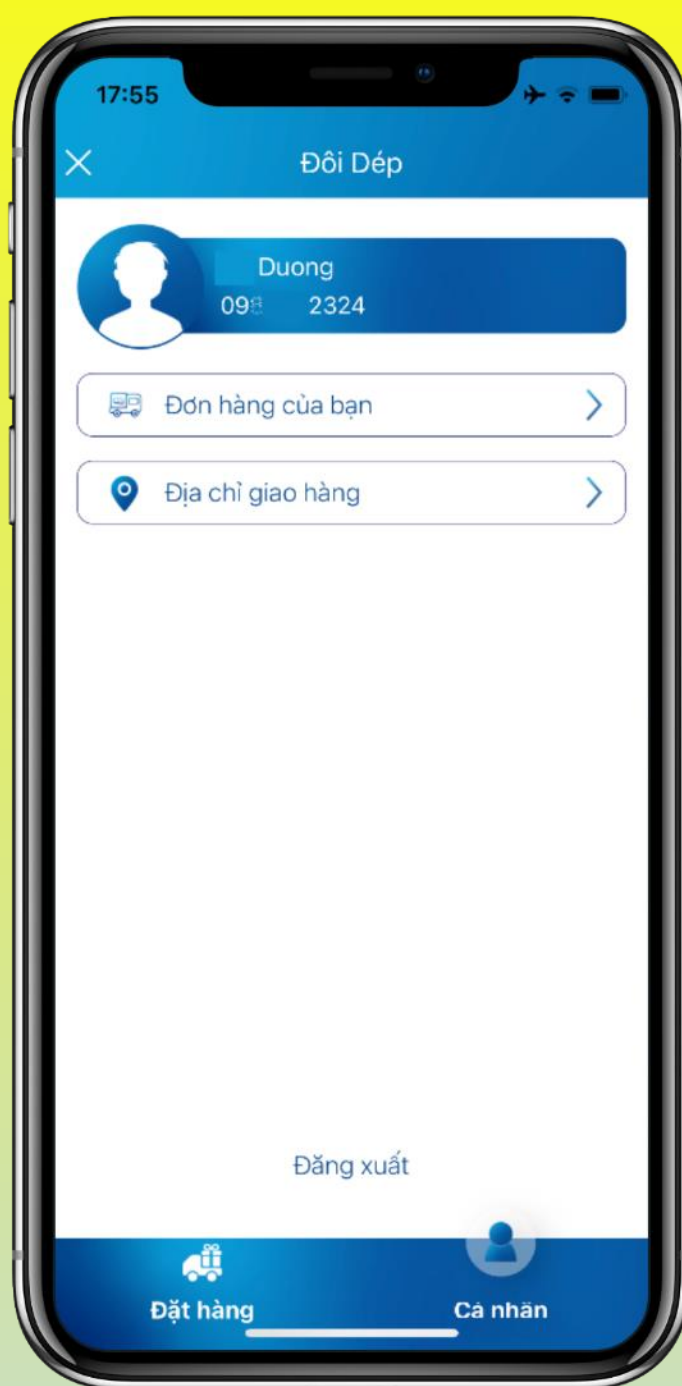 17:55
Đôi Dép
Duong
098 2324
Đơn hàng của bạn
Địa chỉ giao hàng
Đăng xuất
Đặt hàng
Cá nhân